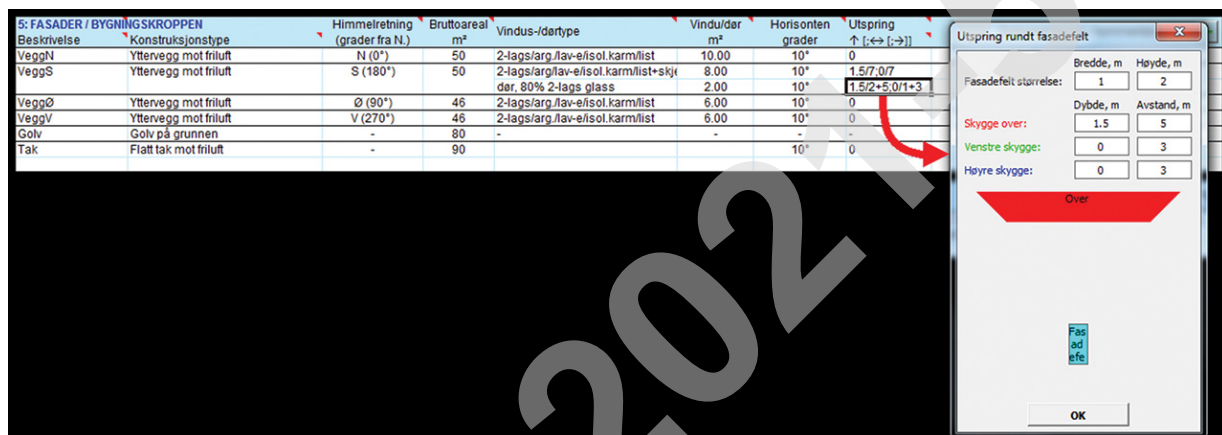 5: FASADER / BYGNINGSKROPPEN Himmelretning Bruttoareal Vindus-/dørtype Vindu/dør Horisonten Utspring
Beskrivelse Konstruksjonstype (grader fra N.) m² m² grader ↑ [;↔ [;→]]
VeggN Yttervegg mot friluft N (0°) 50 2-lags/arg./lav-e/isol.karm/list 10.00 10° 0
VeggS Yttervegg mot friluft S (180°) 50 2-lags/arg/lav-e/isol.karm/list+skje 8.00 10° 1.5/7;0/7
dør, 80% 2-lags glass 2.00 10° 1.5/2+5;0/1+3
VeggØ Yttervegg mot friluft Ø (90°) 46 2-lags/arg./lav-e/isol.karm/list 6.00 10° 0
VeggV Yttervegg mot friluft V (270°) 46 2-lags/arg./lav-e/isol.karm/list 6.00 10° 0
Golv Golv på grunnen - 80 - - - -
Tak Flatt tak mot friluft - 90 10° 0
Utspring rundt fasadefelt
Bredde, m Høyde, m
Fasadefelt størrelse: 1 2
Dybde, m Avstand, m
Skygge over: 1.5 5
Venstre skygge: 0 3
Høyre skygge: 0 3
Over
Fas
ad
efe
OK